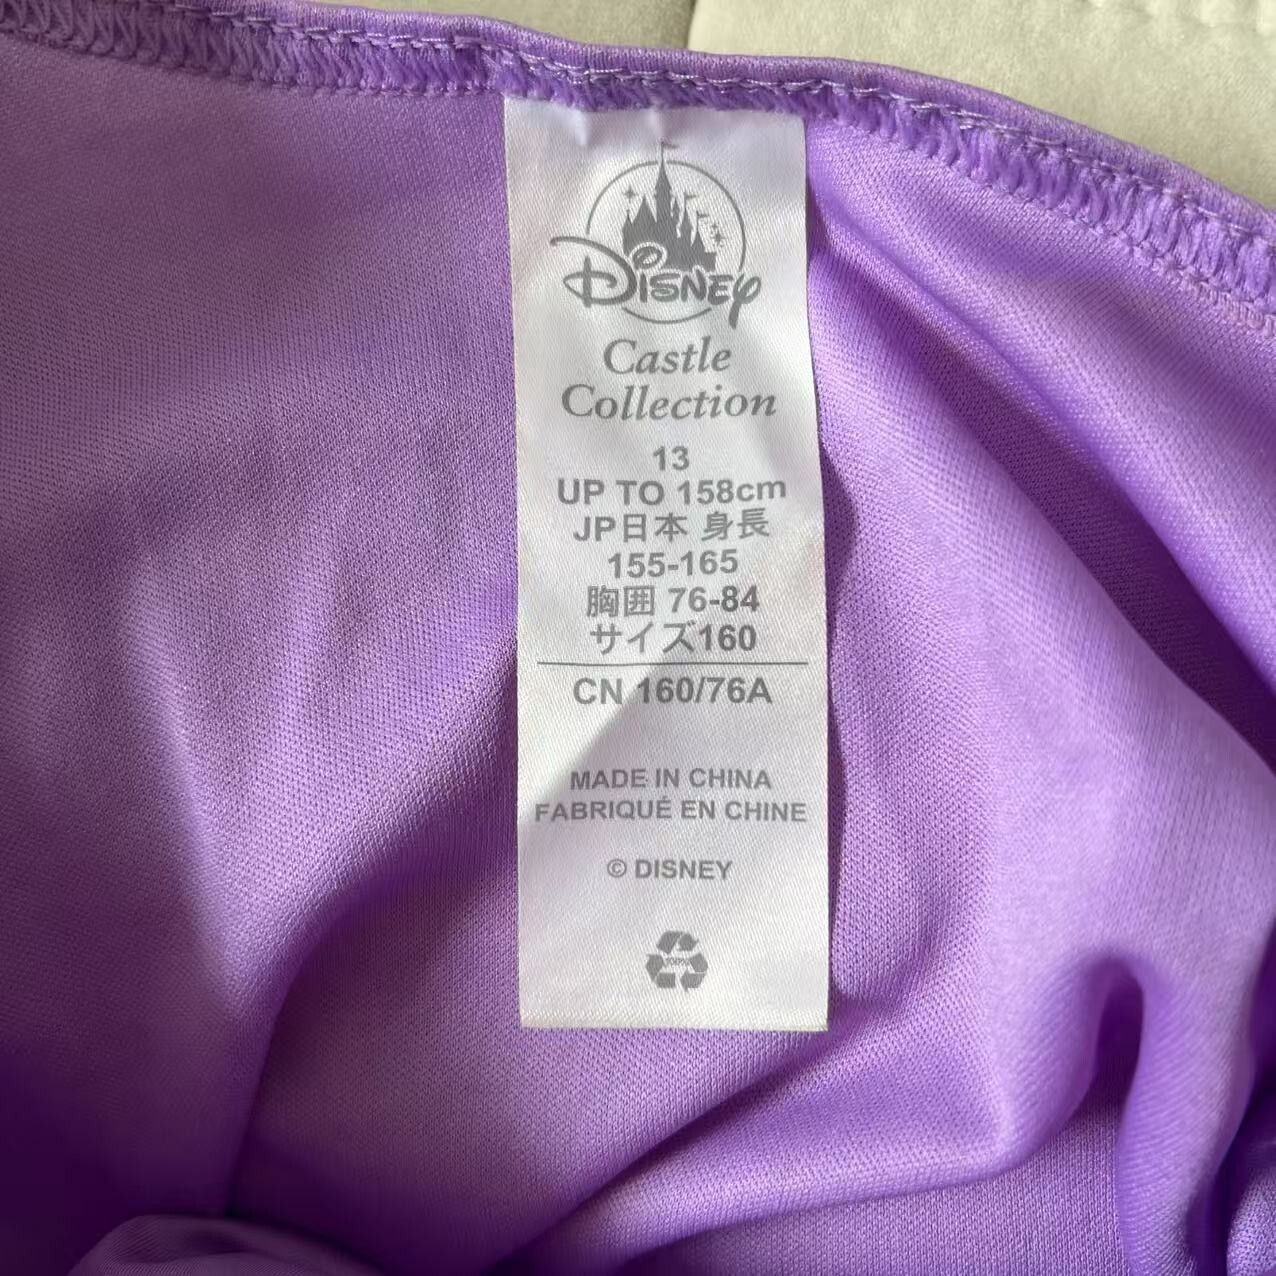 Disney
Castle
Collection
13
UP TO 158cm
JP日本 身長
155-165
胸囲 76-84
サイズ160
CN 160/76A
MADE IN CHINA
FABRIQUÉ EN CHINE
© DISNEY